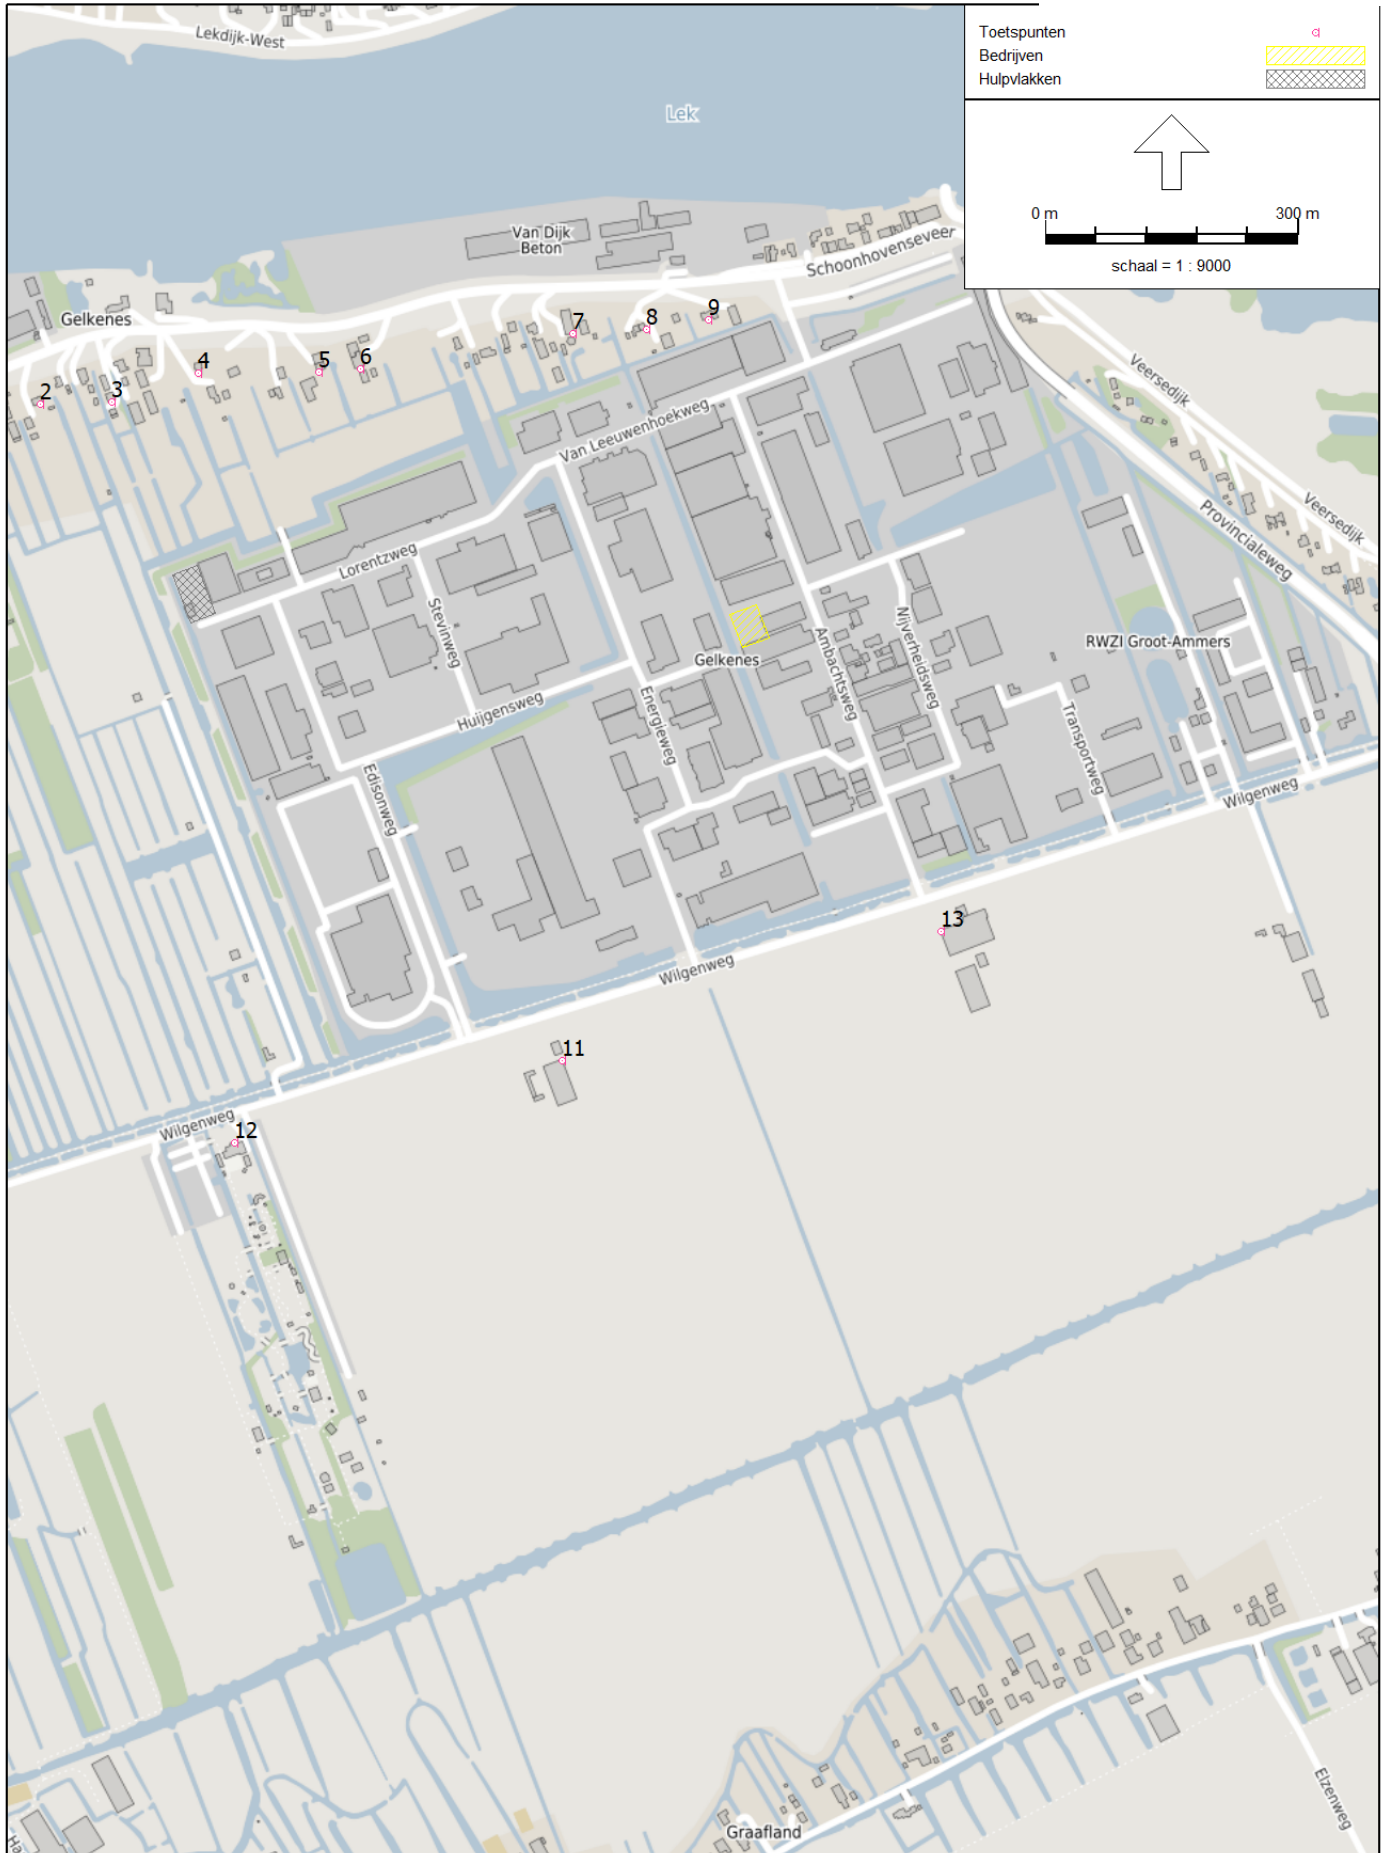 Lekdijk-West
Toetspunten
Bedrijven
Hulpvlakken
Lek
0 m
300 m
schaal = 1 : 9000
Van Dijk
Beton
Schoonhovenseveer
Gelkenes
9
8
7
6
5
4
3
2
Veersedijk
Van Leeuwenhoekweg
Veersedijk
Provincialeweg
Lorentzweg
Stevinweg
Nijverheidsweg
Ambachtsweg
RWZI Groot-Ammers
Gelkenes
Huijgensweg
Energieweg
Transportweg
Edisonweg
Wilgenweg
13
Wilgenweg
11
Wilgenweg
12
Elzenweg
Graafland